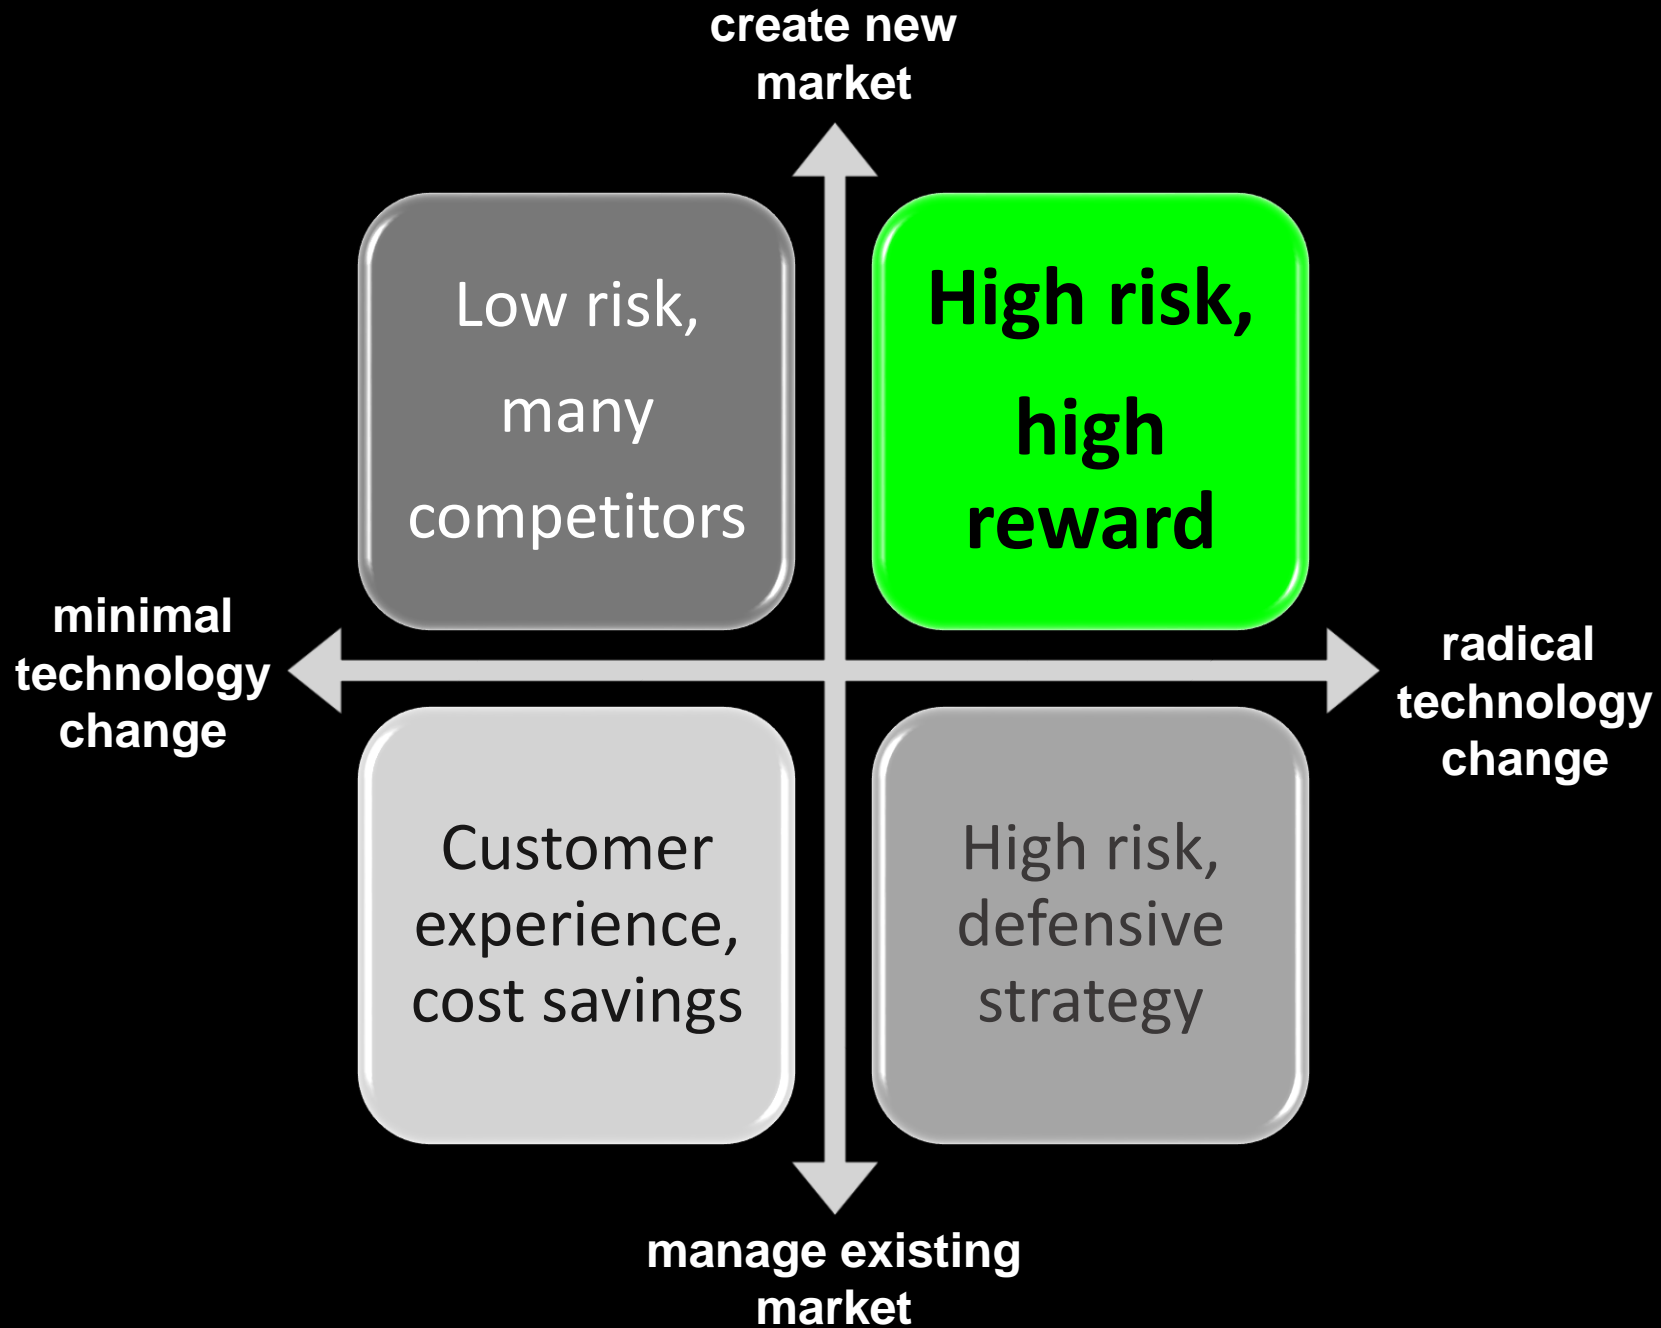 create new
market
Low risk,
many
competitors
High risk,
high
reward
minimal
technology
change
radical
technology
change
Customer
experience,
cost savings
High risk,
defensive
strategy
manage existing
market